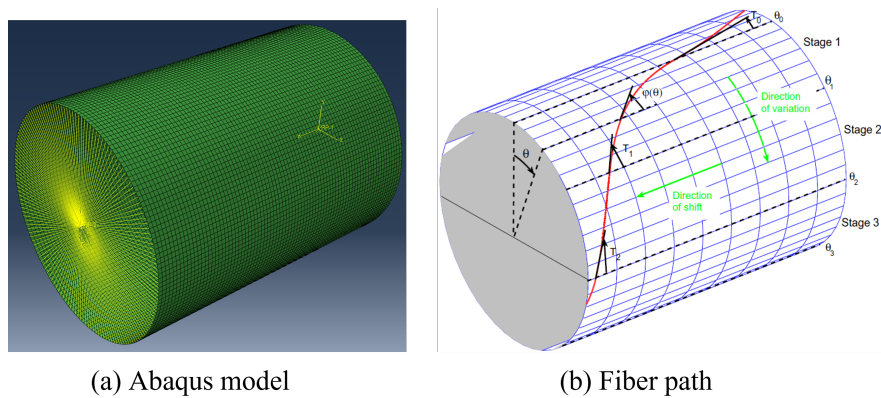 T₀
θ₀
Stage 1
φ(θ)
Direction
of variation
θ₁
θ
T₁
Stage 2
Direction
of shift
θ₂
T₂
Stage 3
θ₃
(a) Abaqus model
(b) Fiber path